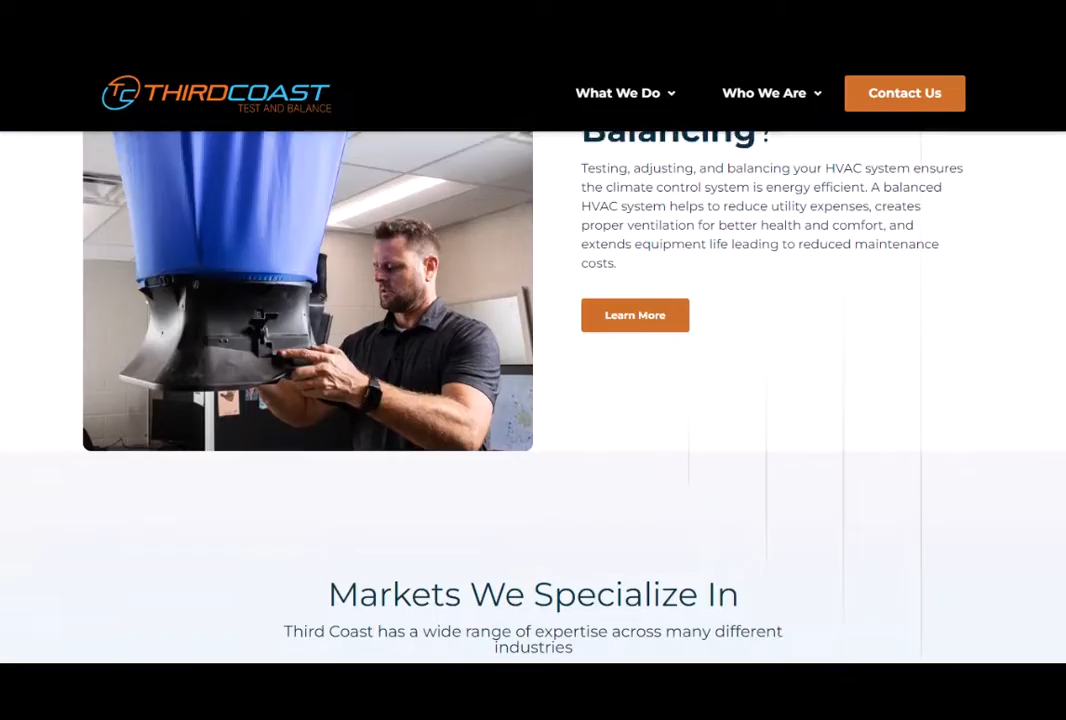 THIRDCOAST
TEST AND BALANCE
What We Do
Who We Are
Contact Us
Balancing?
Testing, adjusting, and balancing your HVAC system ensures
the climate control system is energy efficient. A balanced
HVAC system helps to reduce utility expenses, creates
proper ventilation for better health and comfort, and
extends equipment life leading to reduced maintenance
costs.
Learn More
Markets We Specialize In
Third Coast has a wide range of expertise across many different
industries